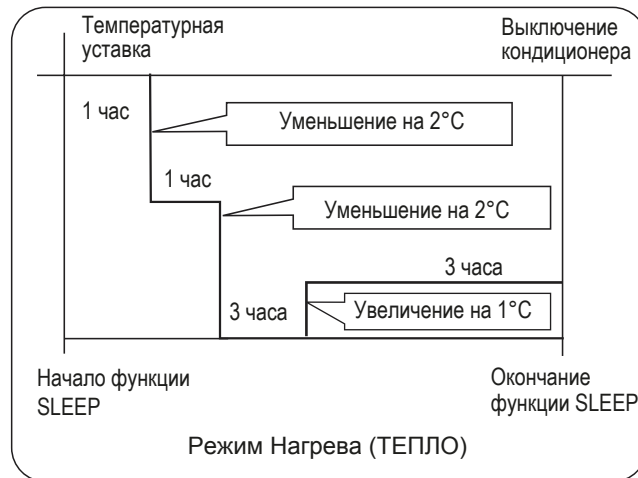 Температурная
уставка
Выключение
кондиционера
1 час
Уменьшение на 2°C
1 час
Уменьшение на 2°C
3 часа
3 часа
Увеличение на 1°C
Начало функции
SLEEP
Окончание
функции SLEEP
Режим Нагрева (ТЕПЛО)